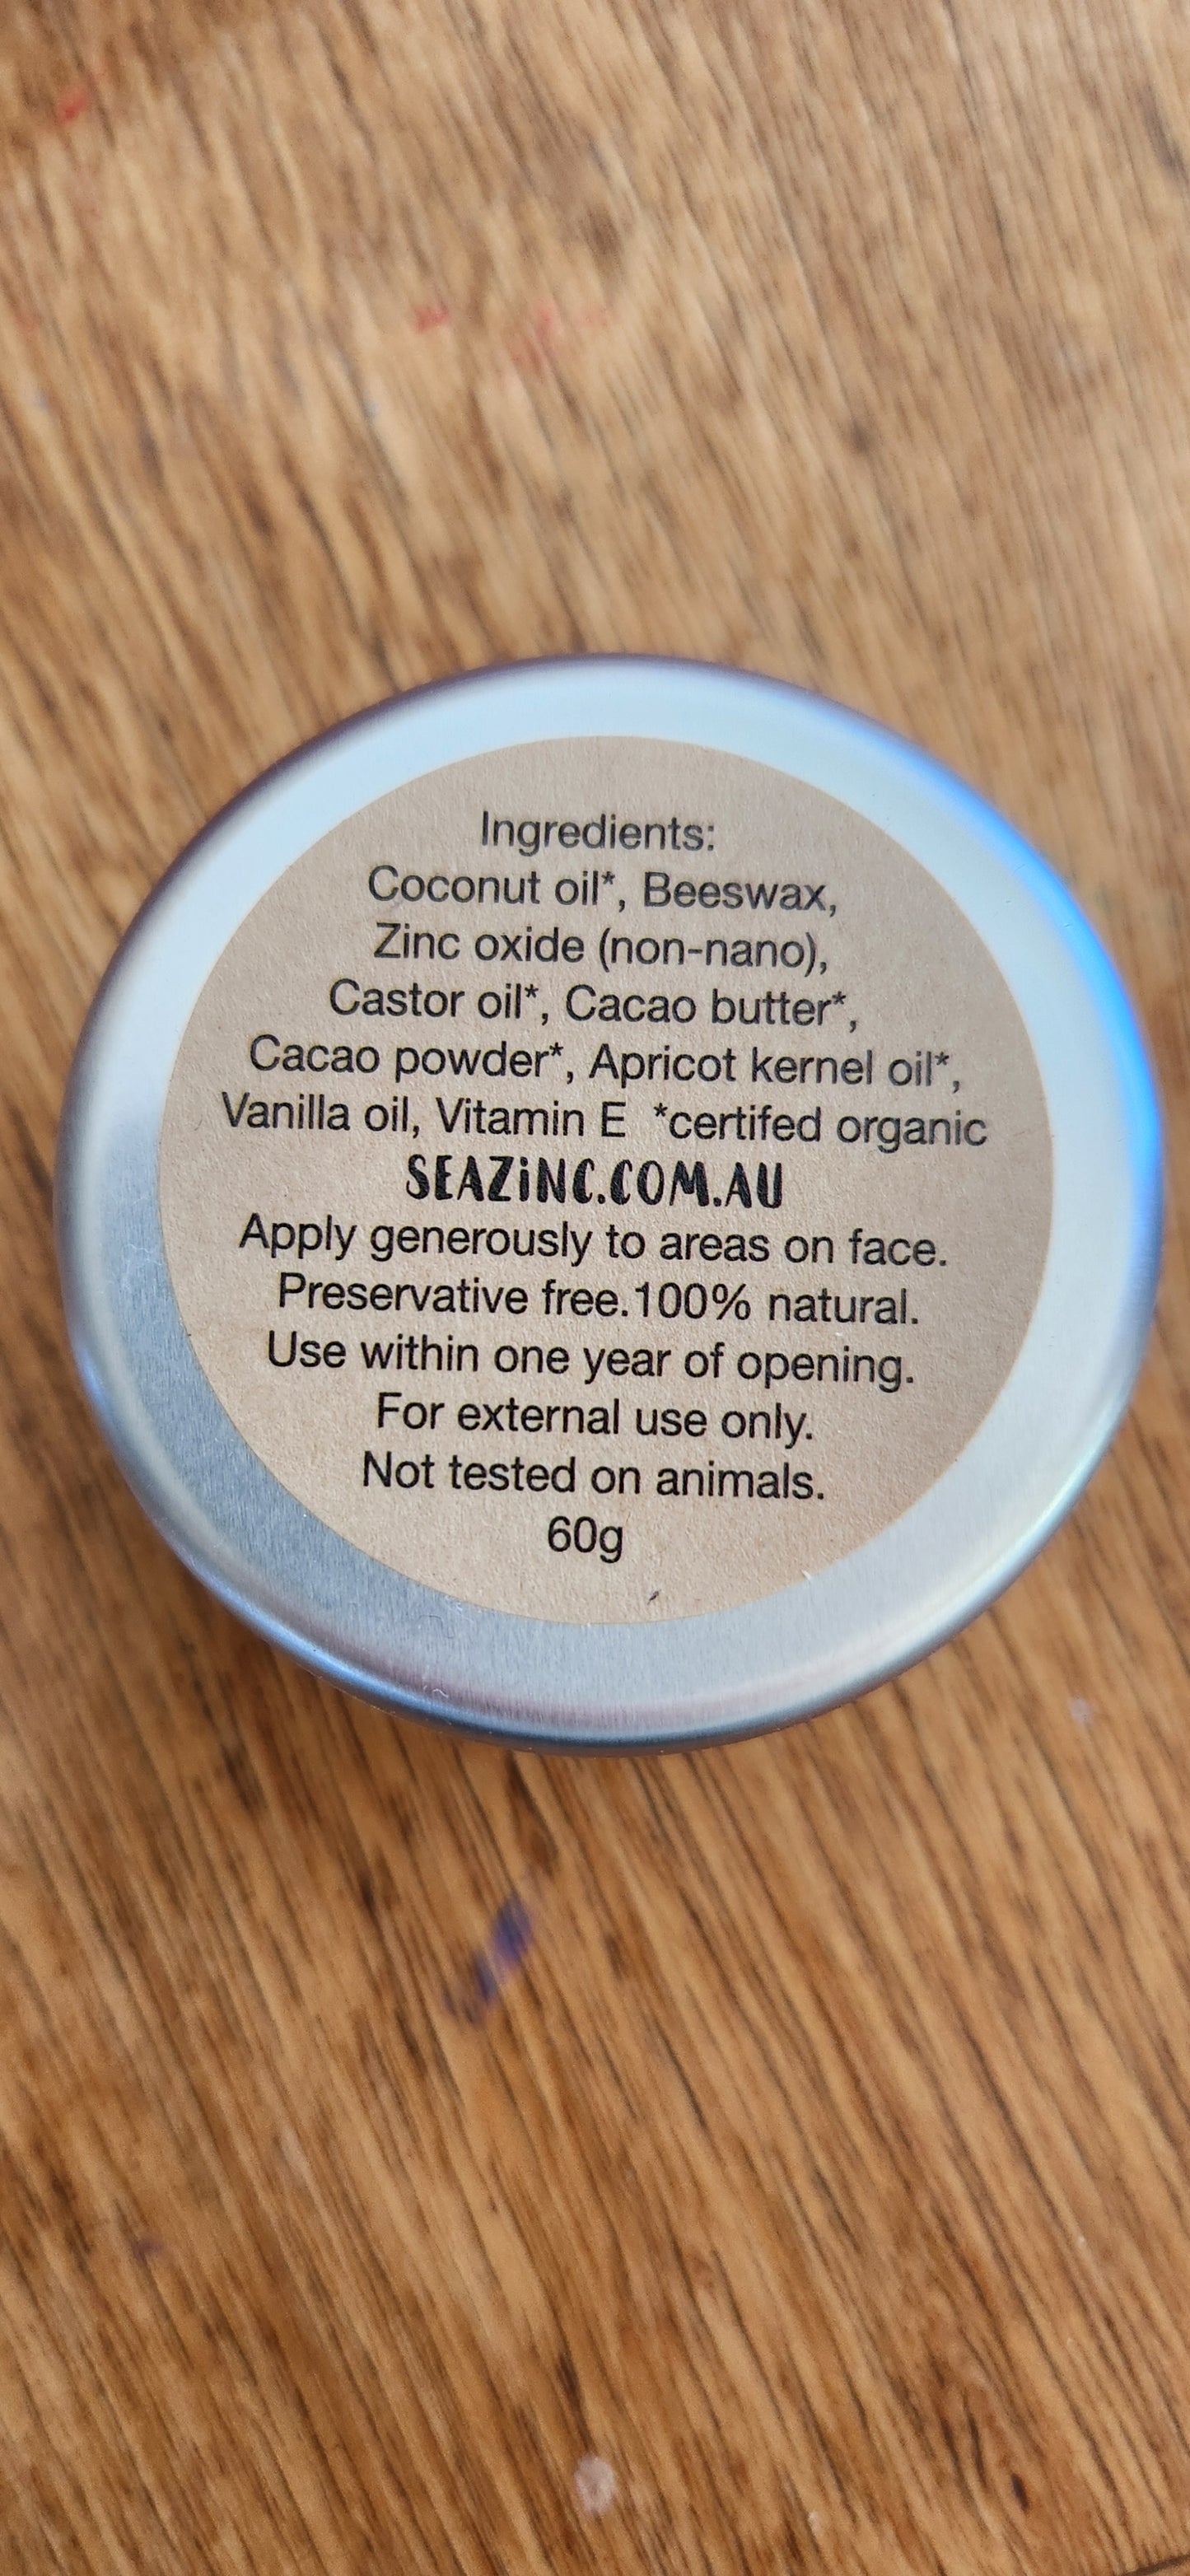 Ingredients:
Coconut oil*, Beeswax,
Zinc oxide (non-nano),
Castor oil*, Cacao butter*,
Cacao powder*, Apricot kernel oil*,
Vanilla oil, Vitamin E  *certifed organic
SEAZiNC.COM.AU
Apply generously to areas on face.
Preservative free.100% natural.
Use within one year of opening.
For external use only.
Not tested on animals.
60g